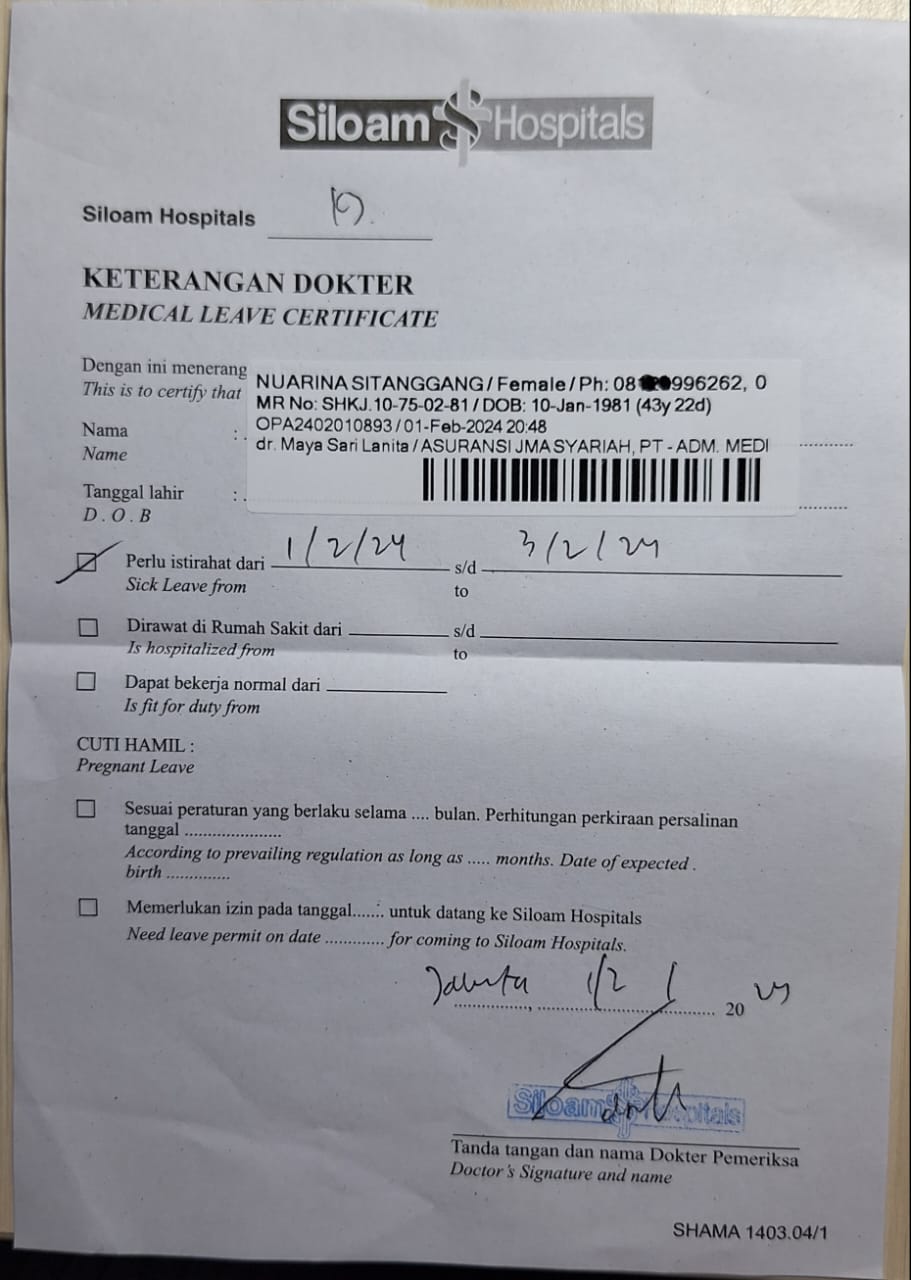 Siloam Hospitals
Siloam Hospitals
KETERANGAN DOKTER
MEDICAL LEAVE CERTIFICATE
Dengan ini menerang
This is to certify that
NUARINA SITANGGANG / Female / Ph: 08 996262, 0
MR No: SHKJ.10-75-02-81 / DOB: 10-Jan-1981 (43y 22d)
OPA2402010893 / 01-Feb-2024 20:48
dr. Maya Sari Lanita / ASURANSI JMA SYARIAH, PT - ADM. MEDI
Nama :
Name
Tanggal lahir :
D . O . B
Perlu istirahat dari 1/2/24 s/d 3/2/24
Sick Leave from to
Dirawat di Rumah Sakit dari s/d
Is hospitalized from to
Dapat bekerja normal dari
Is fit for duty from
CUTI HAMIL :
Pregnant Leave
Sesuai peraturan yang berlaku selama .... bulan. Perhitungan perkiraan persalinan
tanggal ......................
According to prevailing regulation as long as ..... months. Date of expected .
birth ..............
Memerlukan izin pada tanggal....... untuk datang ke Siloam Hospitals
Need leave permit on date ............. for coming to Siloam Hospitals.
Jakarta 1/2 / 2024
Siloam Hospitals
Tanda tangan dan nama Dokter Pemeriksa
Doctor's Signature and name
SHAMA 1403.04/1